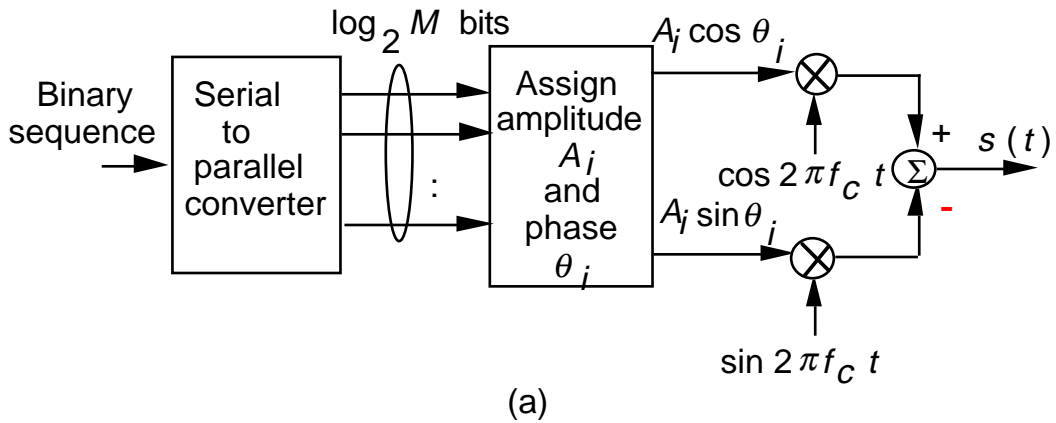 log 2 M bits
Binary
sequence
Serial
to
parallel
converter
:
Assign
amplitude
A i
and
phase
θ i
A i cos θ i
cos 2 π f c t
A i sin θ i
sin 2 π f c t
+
Σ
-
s (t)
(a)